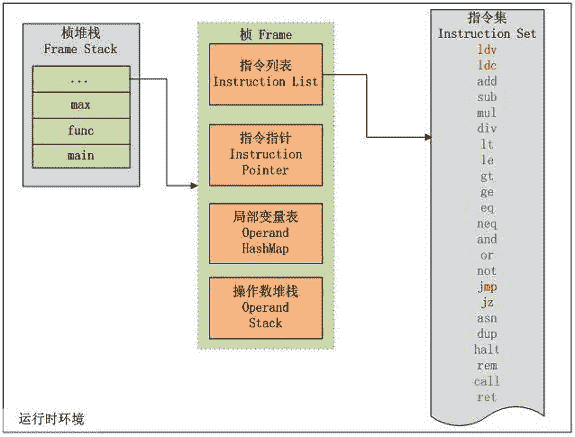 桢堆栈
Frame Stack
...
max
func
main
桢 Frame
指令列表
Instruction List
指令指针
Instruction
Pointer
局部变量表
Operand
HashMap
操作数堆栈
Operand
Stack
指令集
Instruction Set
ldv
ldc
add
sub
mul
div
lt
le
gt
ge
eq
neq
and
or
not
jmp
jz
asn
dup
halt
rem
call
ret
运行时环境